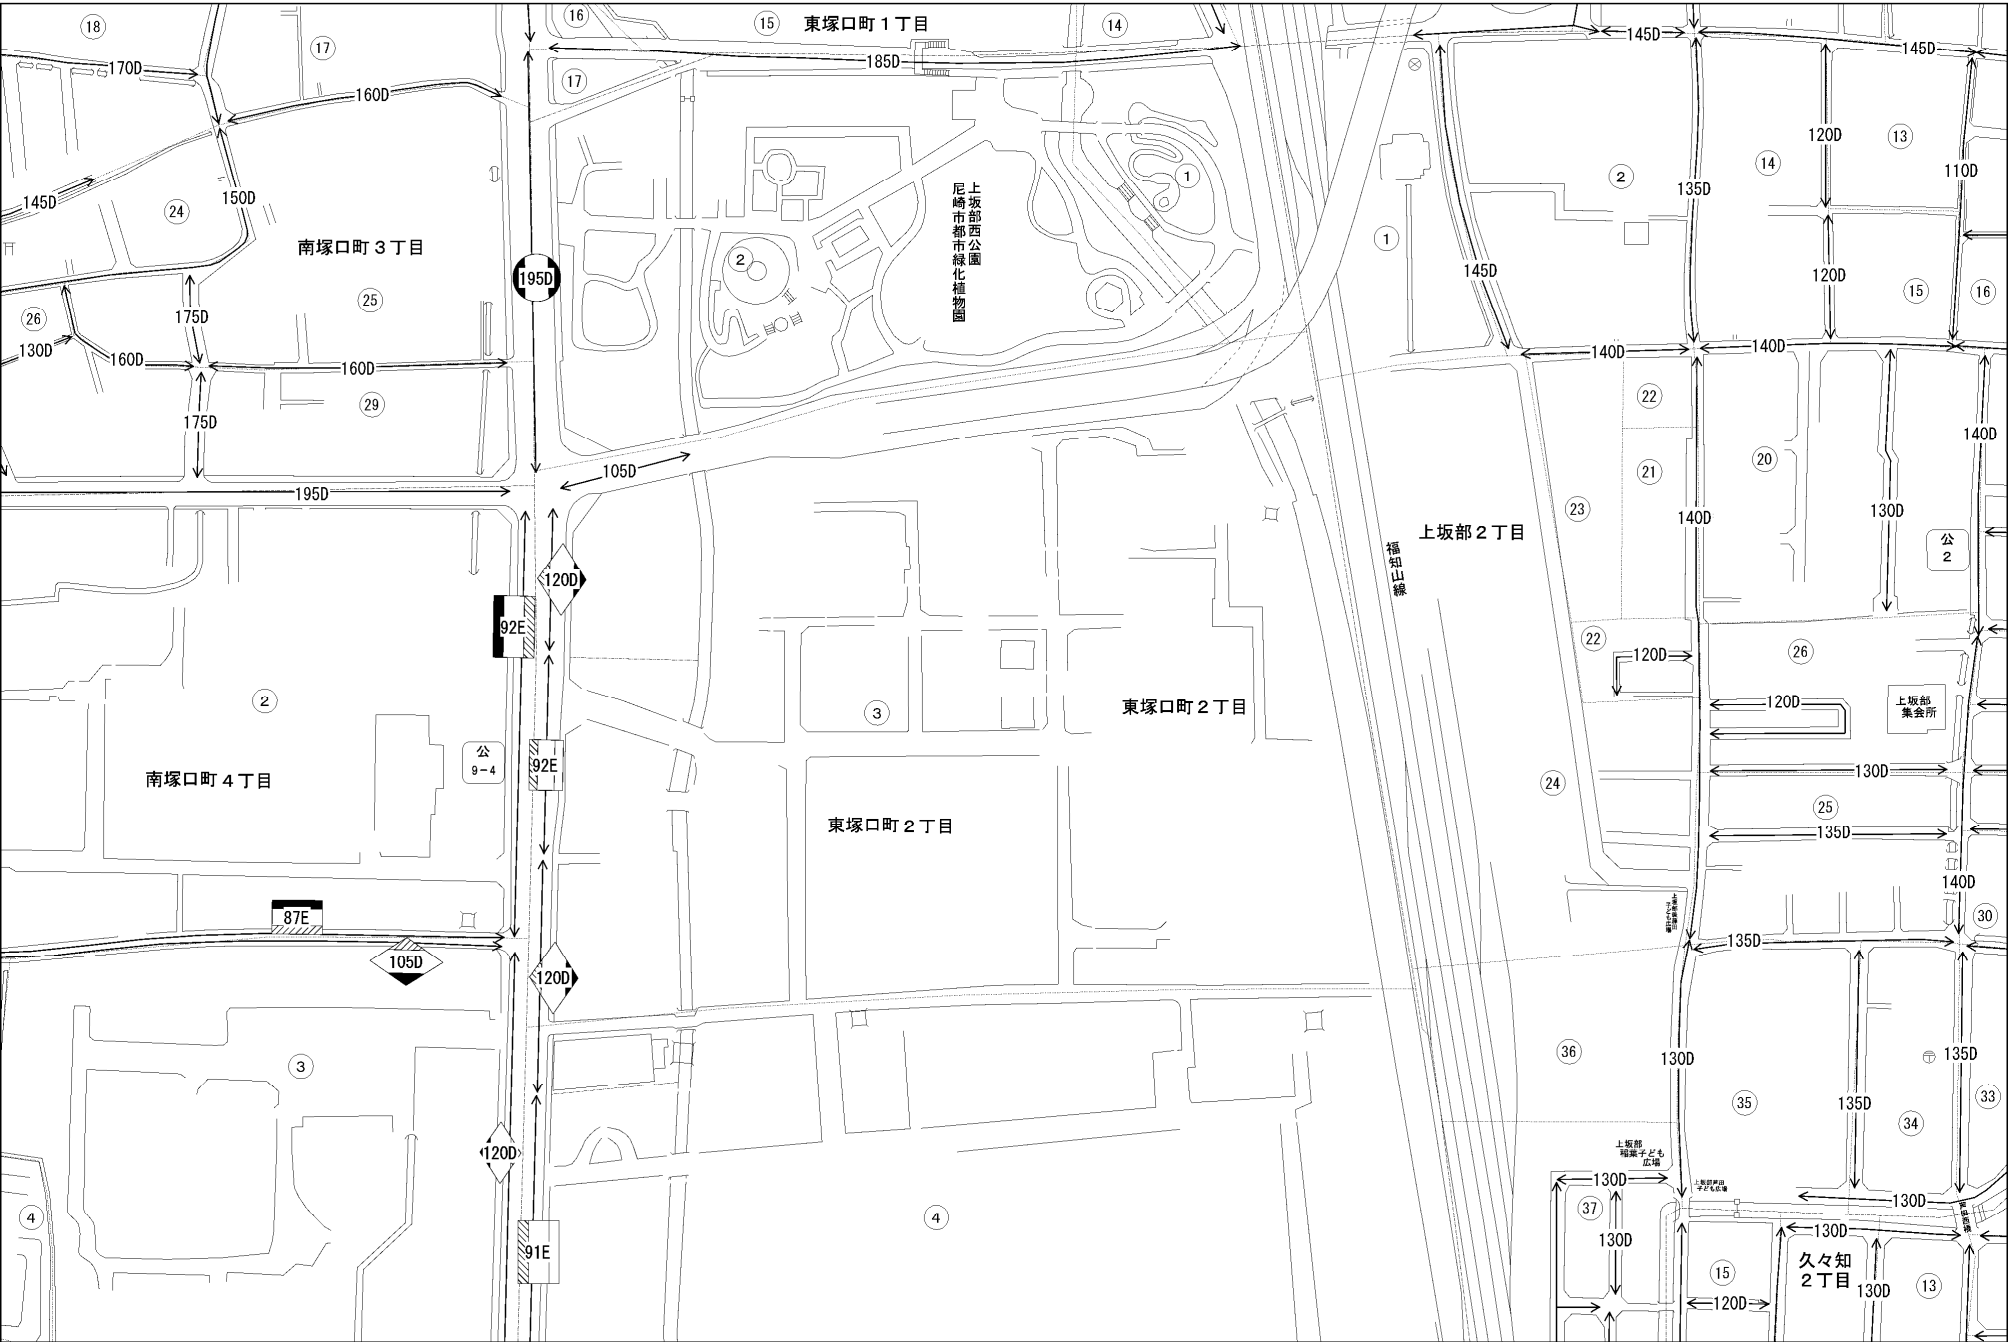 18
17
16
15
東塚口町1丁目
14
145D
145D
170D
17
185D
160D
120D
13
14
2
110D
135D
1
145D
24
150D
南塚口町3丁目
上坂部西公園
尼崎市都市緑化植物園
2
1
195D
145D
120D
25
175D
26
15
16
130D
160D
160D
140D
140D
29
175D
22
140D
20
21
105D
195D
23
140D
130D
上坂部2丁目
公
2
福知山線
120D
92E
22
120D
26
2
3
東塚口町2丁目
120D
上坂部
集会所
公
9-4
92E
南塚口町4丁目
130D
24
25
東塚口町2丁目
135D
140D
87E
30
135D
105D
120D
36
130D
135D
3
35
135D
34
33
120D
上坂部
稲葉子ども
広場
130D
130D
4
4
37
130D
130D
91E
久々知
2丁目
15
130D
13
120D